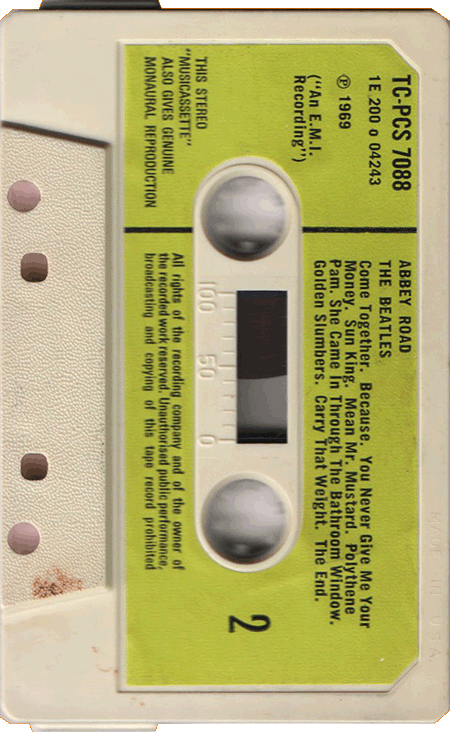 TC-PCS 7088
1E 200 o 04243
℗ 1969
("An E.M.I.
Recording")
THIS STEREO
"MUSICASSETTE"
ALSO GIVES GENUINE
MONAURAL REPRODUCTION
ABBEY ROAD
THE BEATLES
Come Together. Because. You Never Give Me Your
Money. Sun King. Mean Mr. Mustard. Polythene
Pam. She Came In Through The Bathroom Window.
Golden Slumbers. Carry That Weight. The End.
100 50 0
All rights of the recording company and of the owner of
the recorded work reserved. Unauthorised public performance,
broadcasting and copying of this tape record prohibited
2